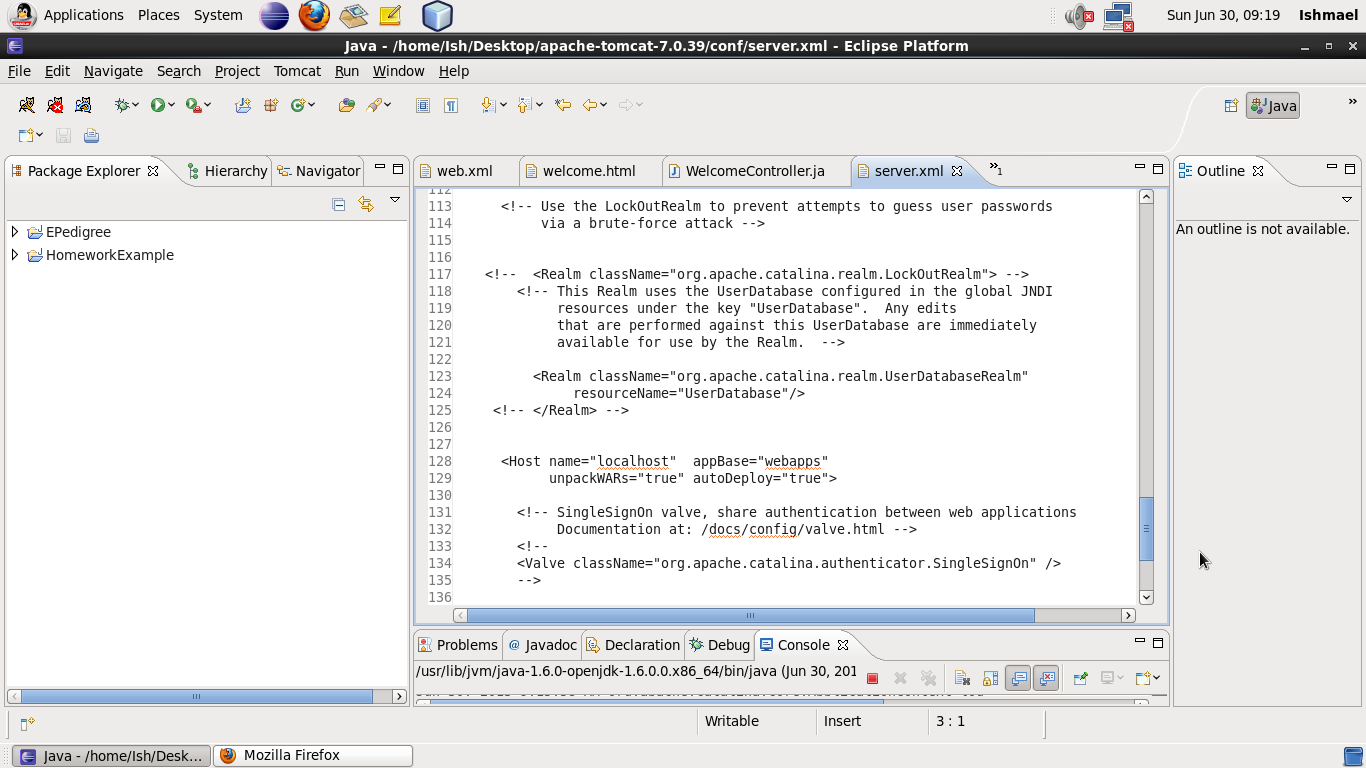 Applications Places System Sun Jun 30, 09:19 Ishmael
Java - /home/Ish/Desktop/apache-tomcat-7.0.39/conf/server.xml - Eclipse Platform
File Edit Navigate Search Project Tomcat Run Window Help
Java »
Package Explorer Hierarchy Navigator
EPedigree
HomeworkExample
web.xml welcome.html WelcomeController.ja server.xml »1
112
113 <!-- Use the LockOutRealm to prevent attempts to guess user passwords
114 via a brute-force attack -->
115
116
117 <!--  <Realm className="org.apache.catalina.realm.LockOutRealm"> -->
118 <!-- This Realm uses the UserDatabase configured in the global JNDI
119 resources under the key "UserDatabase".  Any edits
120 that are performed against this UserDatabase are immediately
121 available for use by the Realm.  -->
122
123 <Realm className="org.apache.catalina.realm.UserDatabaseRealm"
124 resourceName="UserDatabase"/>
125 <!-- </Realm> -->
126
127
128 <Host name="localhost"  appBase="webapps"
129 unpackWARs="true" autoDeploy="true">
130
131 <!-- SingleSignOn valve, share authentication between web applications
132 Documentation at: /docs/config/valve.html -->
133 <!--
134 <Valve className="org.apache.catalina.authenticator.SingleSignOn" />
135 -->
136
Outline
An outline is not available.
Problems @ Javadoc Declaration Debug Console
/usr/lib/jvm/java-1.6.0-openjdk-1.6.0.0.x86_64/bin/java (Jun 30, 201
Writable Insert 3 : 1
Java - /home/Ish/Desk... Mozilla Firefox